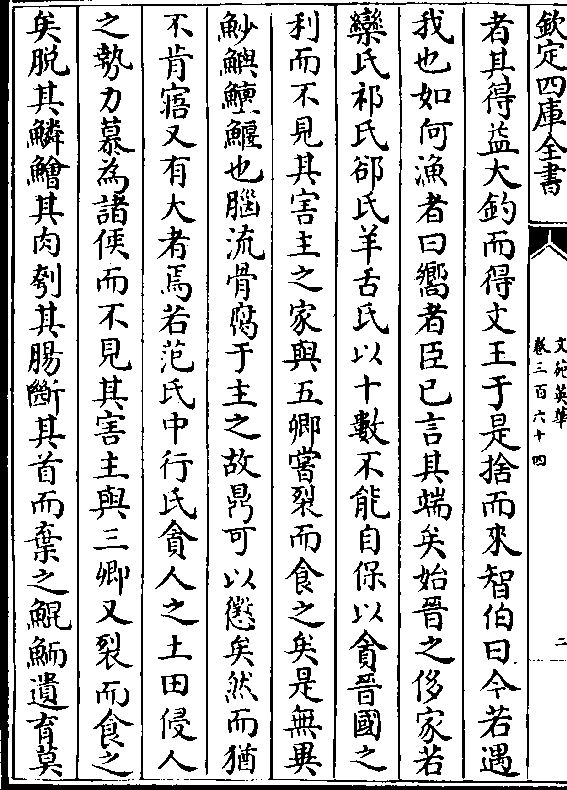 欽定四庫全書
文苑英華
卷三百六十四
二
者其得益大釣而得文王于是捨而來智伯曰今若遇
我也如何漁者曰嚮者臣已言其端矣始晉之侈家若
欒氏祁氏郤氏羊舌氏以十數不能自保以貪晉國之
利而不見其害主之家與五卿嘗裂而食之矣是無異
鯋鱮鱣鰋也腦流骨腐于主之故鼎可以懲矣然而猶
不肯寤又有大者焉若范氏中行氏貪人之土田侵人
之勢力慕為諸侯而不見其害主與三卿又裂而食之
矣脱其鱗鱠其肉刳其腸斷其首而棄之鯤鮞遺育莫